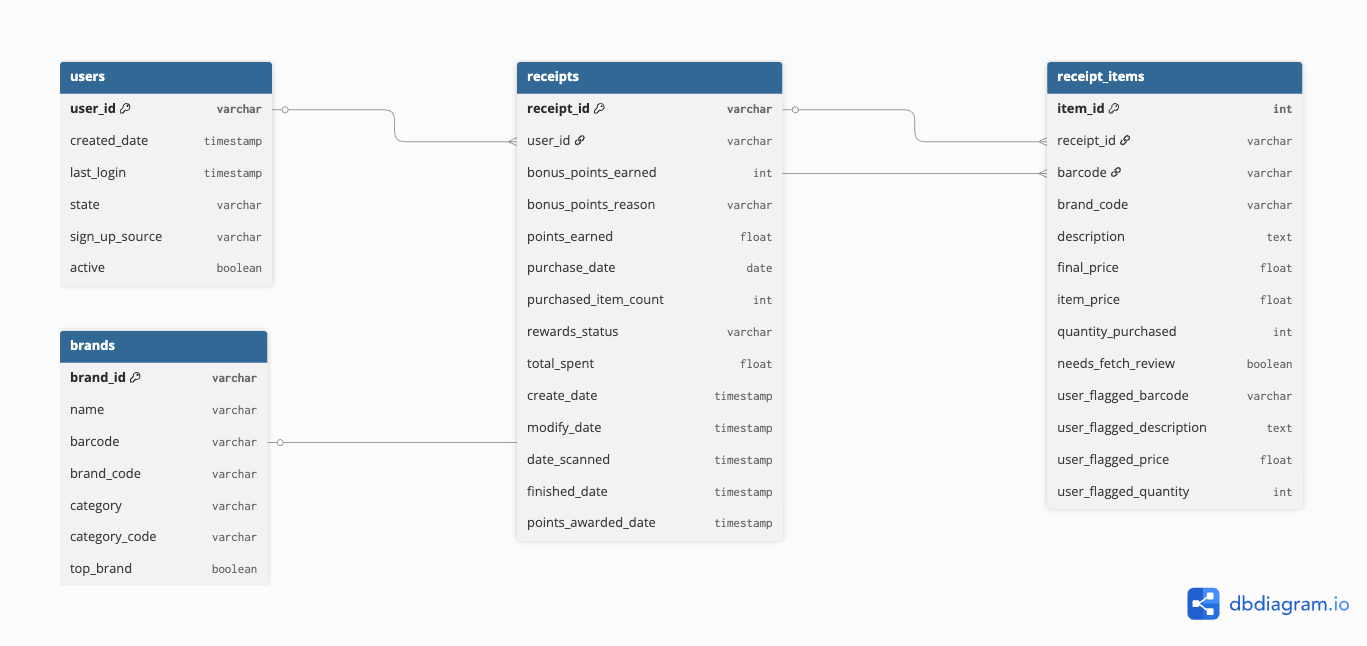 users
user_id varchar
created_date timestamp
last_login timestamp
state varchar
sign_up_source varchar
active boolean
brands
brand_id varchar
name varchar
barcode varchar
brand_code varchar
category varchar
category_code varchar
top_brand boolean
receipts
receipt_id varchar
user_id varchar
bonus_points_earned int
bonus_points_reason varchar
points_earned float
purchase_date date
purchased_item_count int
rewards_status varchar
total_spent float
create_date timestamp
modify_date timestamp
date_scanned timestamp
finished_date timestamp
points_awarded_date timestamp
receipt_items
item_id int
receipt_id varchar
barcode varchar
brand_code varchar
description text
final_price float
item_price float
quantity_purchased int
needs_fetch_review boolean
user_flagged_barcode varchar
user_flagged_description text
user_flagged_price float
user_flagged_quantity int
dbdiagram.io